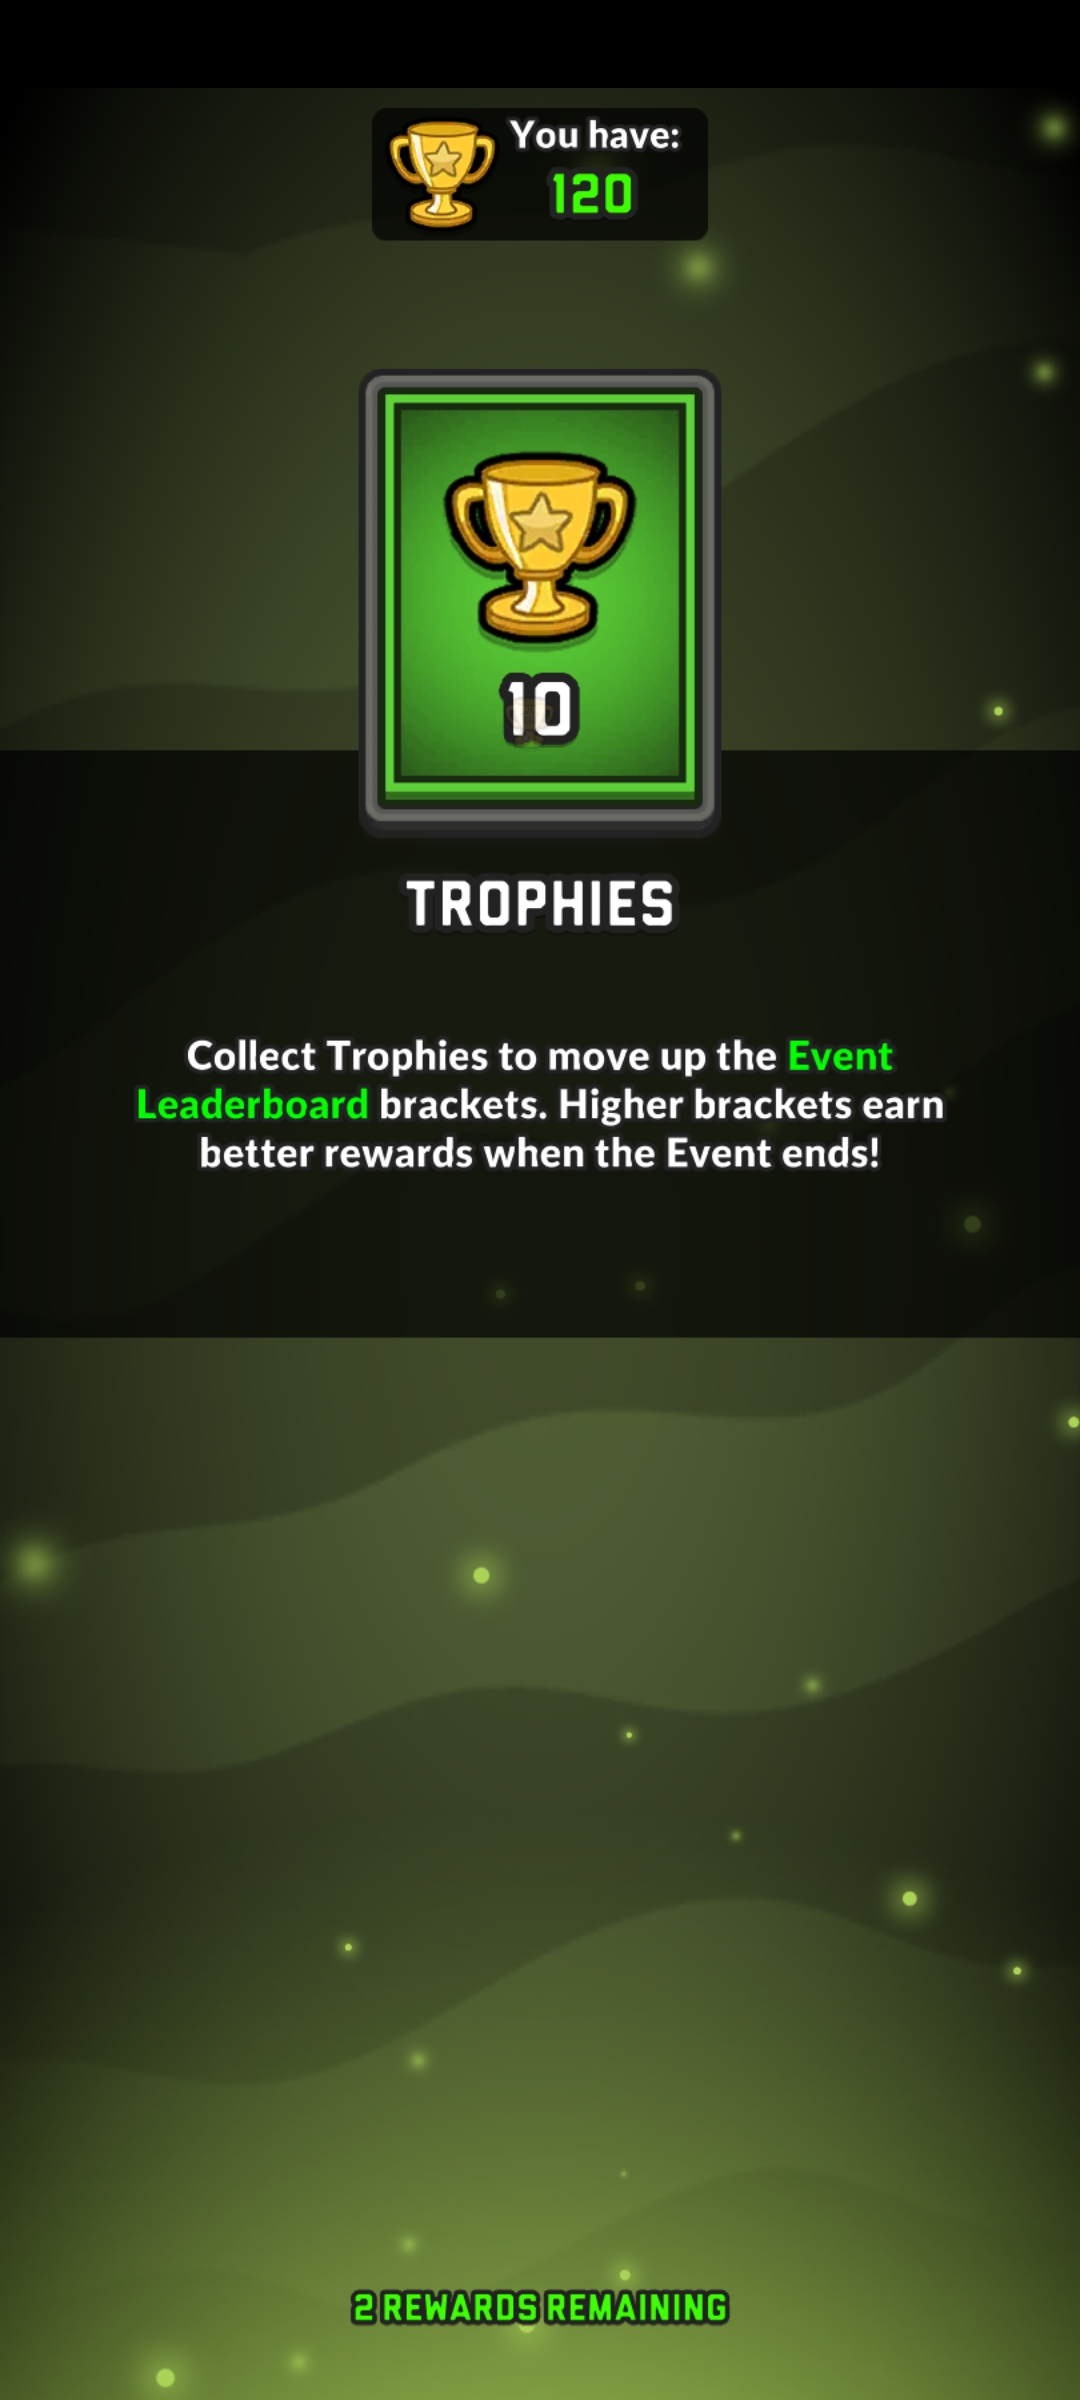 You have:
120
10
TROPHIES
Collect Trophies to move up the Event
Leaderboard brackets. Higher brackets earn
better rewards when the Event ends!
2 REWARDS REMAINING